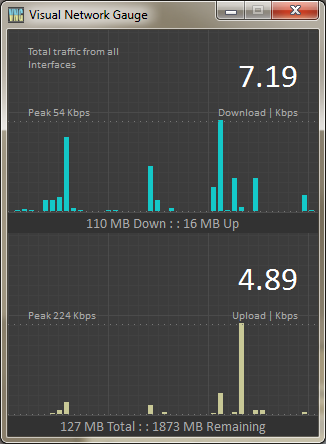 VNG Visual Network Gauge
Total traffic from all
Interfaces
7.19
Peak 54 Kbps Download | Kbps
110 MB Down : : 16 MB Up
4.89
Peak 224 Kbps Upload | Kbps
127 MB Total : : 1873 MB Remaining